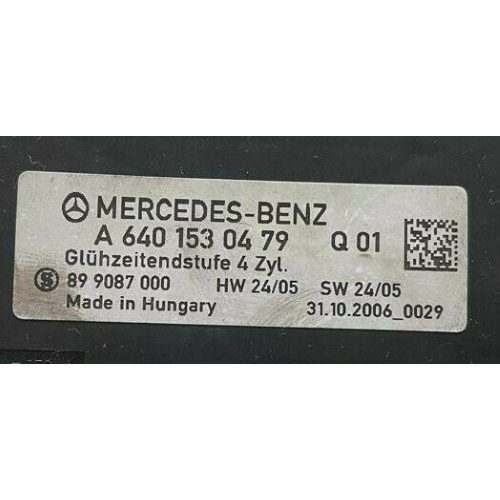 MERCEDES-BENZ
A 640 153 04 79 Q 01
Glühzeitendstufe 4 Zyl.
89 9087 000 HW 24/05 SW 24/05
Made in Hungary 31.10.2006_0029